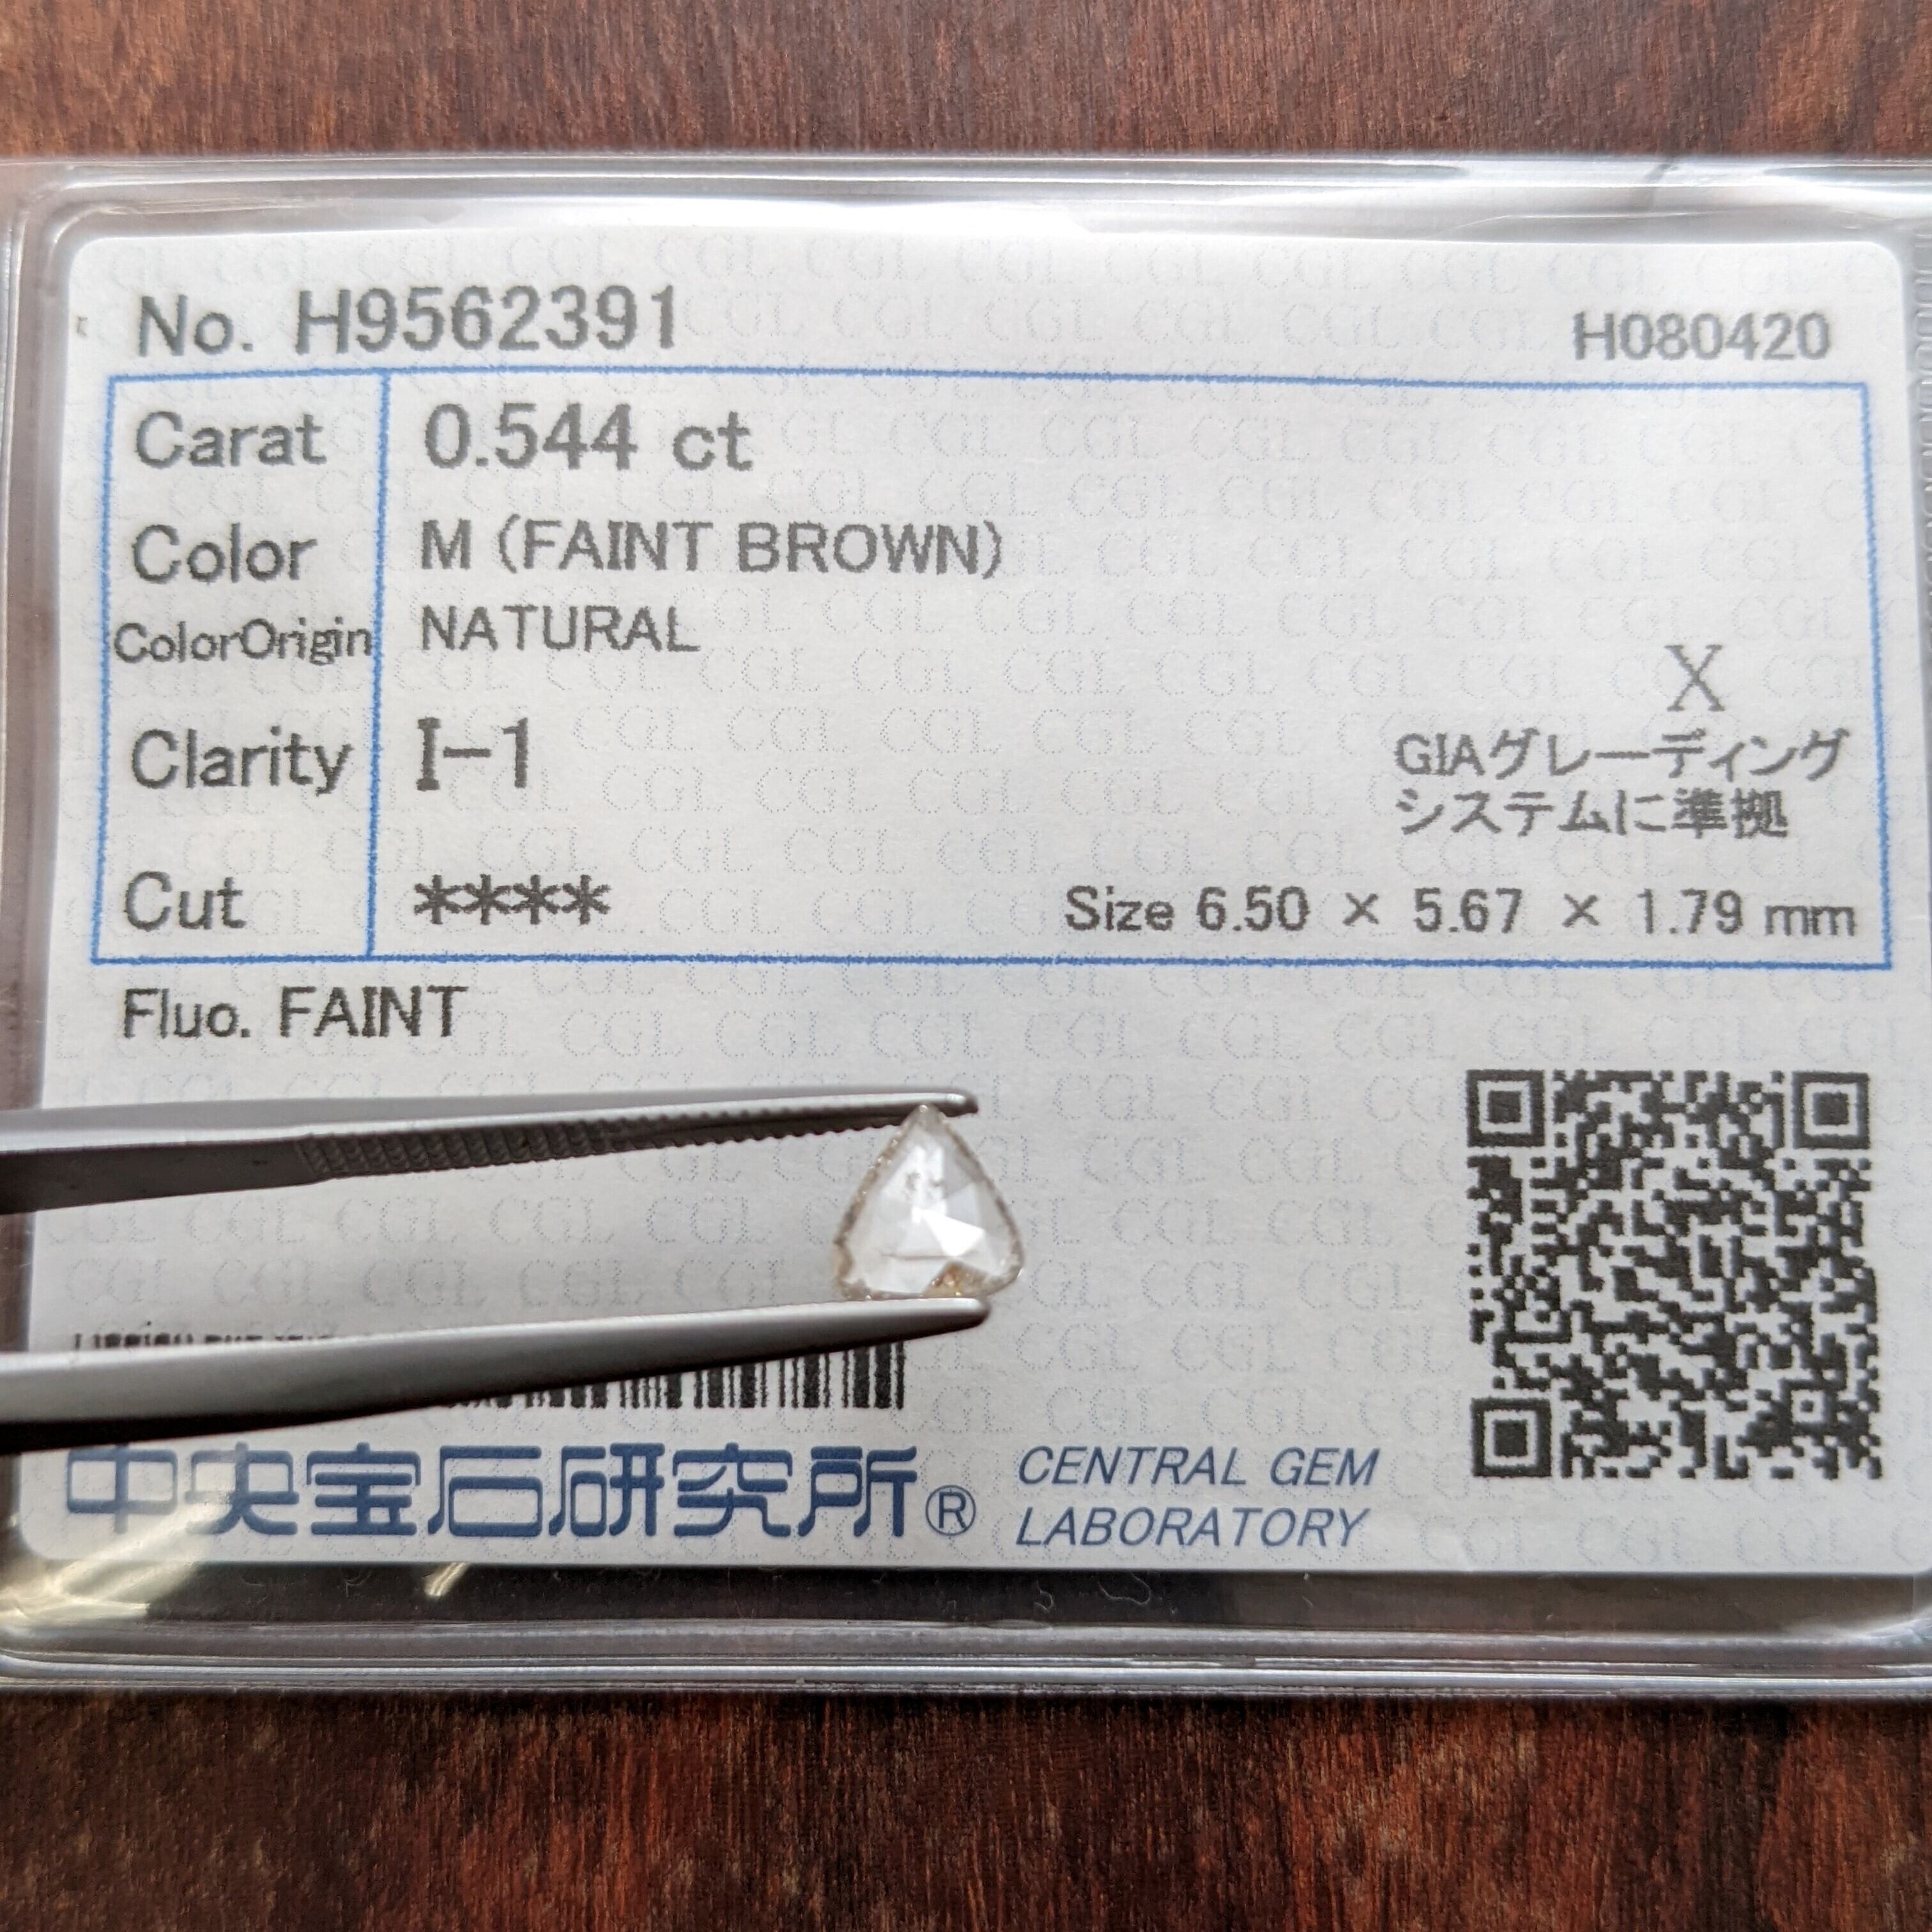 No. H9562391
H080420
Carat 0.544 ct
Color M (FAINT BROWN)
ColorOrigin NATURAL
X
Clarity I-1
GIAグレーディング
システムに準拠
Cut ****
Size 6.50 × 5.67 × 1.79 mm
Fluo. FAINT
中央宝石研究所®
CENTRAL GEM
LABORATORY